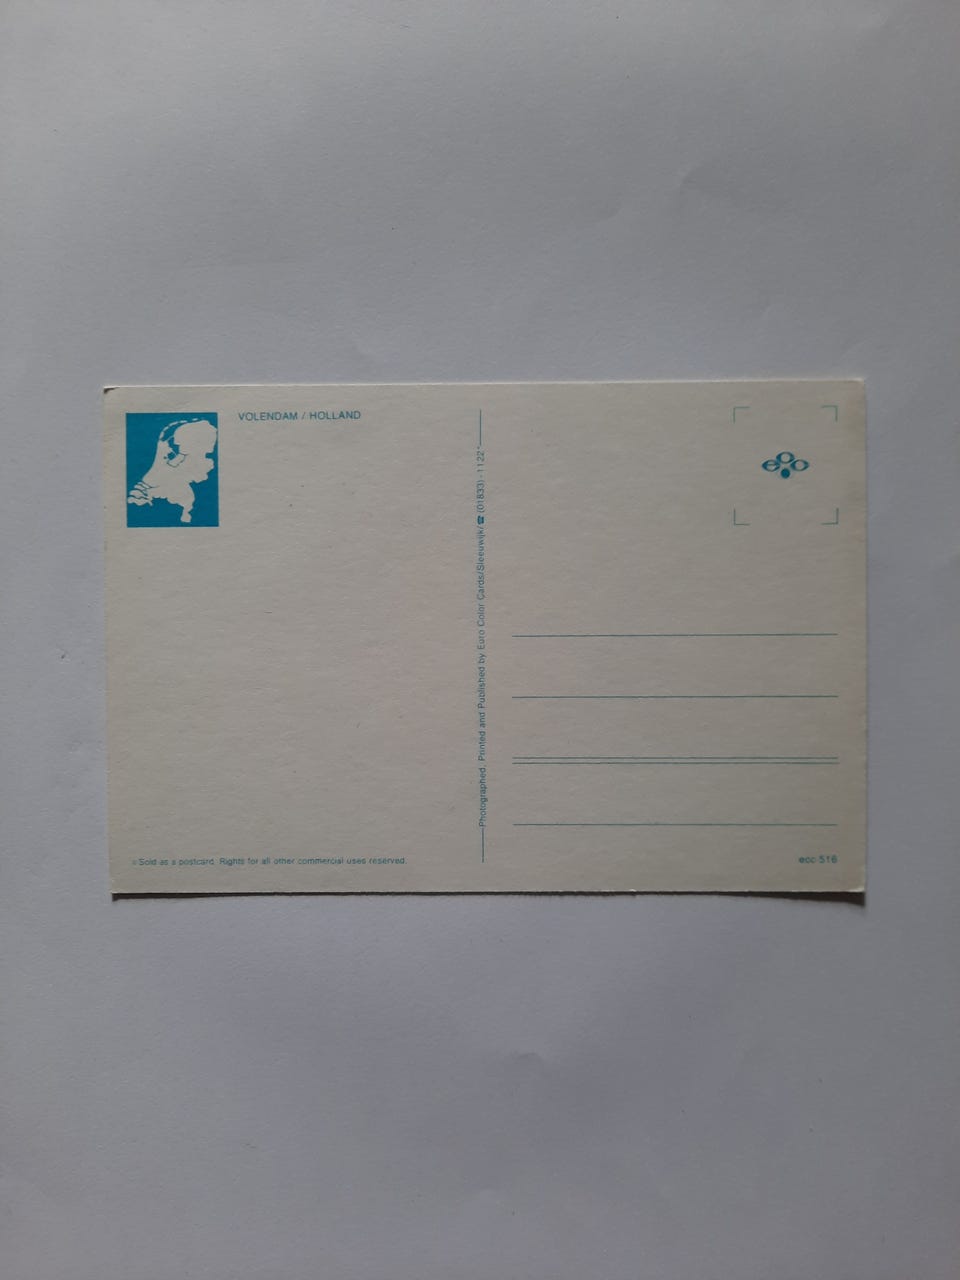 VOLENDAM / HOLLAND
Photographed, Printed and Published by Euro Color Cards/Sleeuwijk/☎ (01833) - 1122*
© Sold as a postcard. Rights for all other commercial uses reserved.
ecc 516